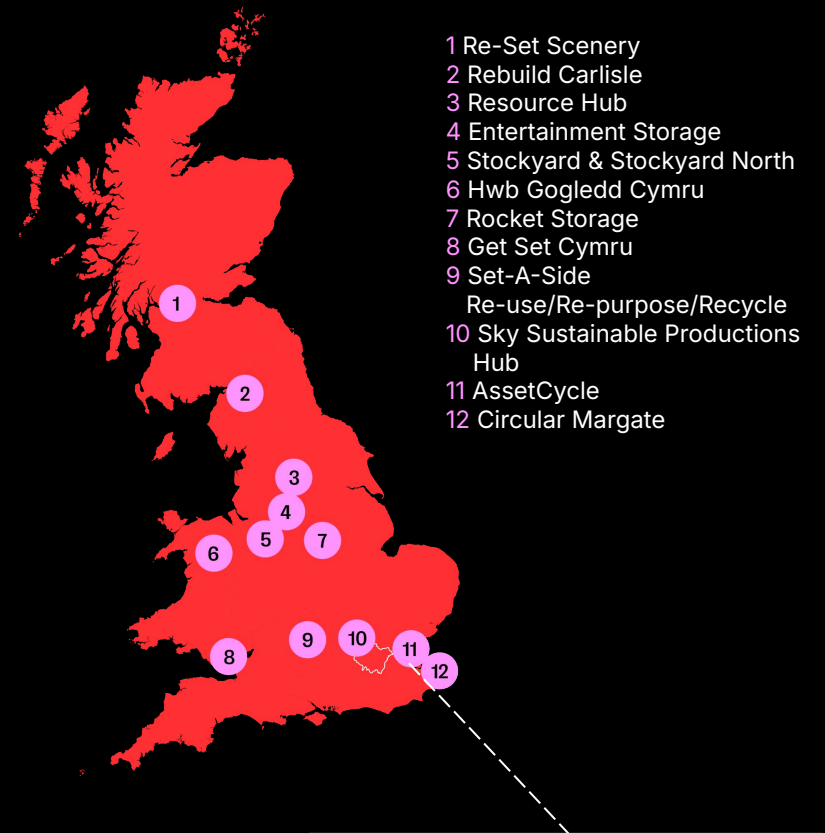 1 Re-Set Scenery
2 Rebuild Carlisle
3 Resource Hub
4 Entertainment Storage
5 Stockyard & Stockyard North
6 Hwb Gogledd Cymru
7 Rocket Storage
8 Get Set Cymru
9 Set-A-Side
Re-use/Re-purpose/Recycle
10 Sky Sustainable Productions
Hub
11 AssetCycle
12 Circular Margate
1
2
3
4
5
7
6
9
10
11
8
12